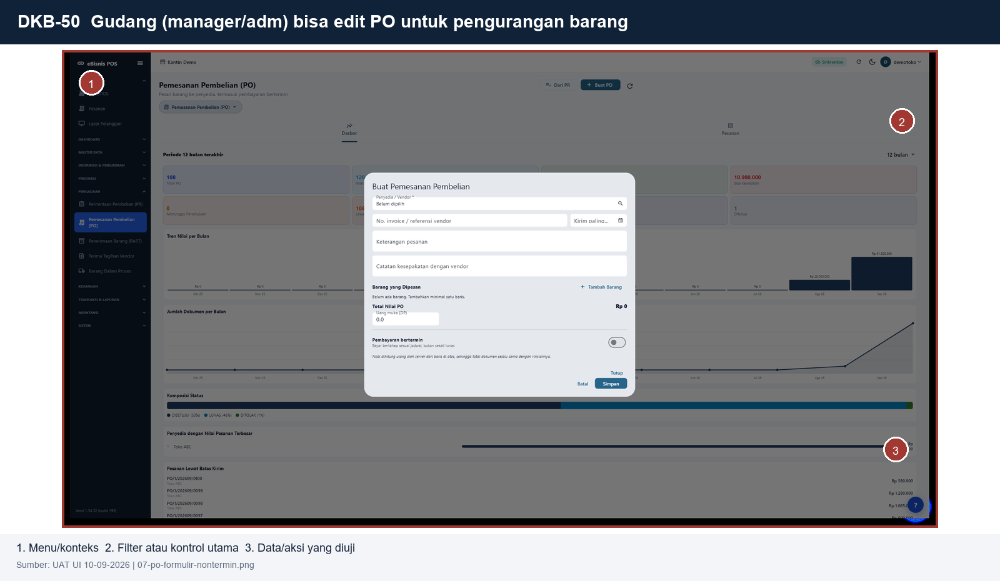 DKB-50 Gudang (manager/adm) bisa edit PO untuk pengurangan barang
eBisnis POS
Kantin Demo
Sinkronkan
D
demotoko
1
POS
Pesanan
Layar Pelanggan
DASHBOARD
MASTER DATA
DISTRIBUSI & PENGIRIMAN
PRODUKSI
PENGADAAN
Permintaan Pembelian (PR)
Pemesanan Pembelian (PO)
Penerimaan Barang (BAST)
Terima Tagihan Vendor
Barang Dalam Proses
KEUANGAN
TRANSAKSI & LAPORAN
AKUNTANSI
SISTEM
Versi 1.34.32 (build 195)
Pemesanan Pembelian (PO)
Pesan barang ke penyedia, termasuk pembayaran bertermin
Dari PR
+ Buat PO
Pemesanan Pembelian (PO)
2
Dasbor
Pesanan
Periode 12 bulan terakhir
12 bulan
108
Total PO
120
Nilai
10.900.000
Sisa Kewajiban
0
Menunggu Persetujuan
106
Lewa
1
Ditutup
Tren Nilai per Bulan
Rp 0
Rp 0
Rp 0
Rp 29.000.000
Rp 91.600.000
Okt 25
Nov 25
Des 25
Jun 26
Jul 26
Ags 26
Sep 26
Jumlah Dokumen per Bulan
Okt 25
Nov 25
Des 25
Jun 26
Jul 26
Ags 26
Sep 26
Komposisi Status
DISETUJUI (53%)
LUNAS (46%)
DITOLAK (1%)
Penyedia dengan Nilai Pesanan Terbesar
1 Toko ABC
Rp
3
Pesanan Lewat Batas Kirim
PO/1/202609/0100
Toko ABC
Rp 580.000
PO/1/202609/0099
Toko ABC
Rp 1.280.000
PO/1/202609/0098
Toko ABC
Rp 1.085.0
PO/1/202609/0097
?
Buat Pemesanan Pembelian
Penyedia / Vendor *
Belum dipilih
No. invoice / referensi vendor
Kirim paling...
Keterangan pesanan
Catatan kesepakatan dengan vendor
Barang yang Dipesan
+ Tambah Barang
Belum ada barang. Tambahkan minimal satu baris.
Total Nilai PO
Rp 0
Uang muka (DP)
0.0
Pembayaran bertermin
Bayar bertahap sesuai jadwal, bukan sekali lunas
Nilai dihitung ulang oleh server dari baris di atas, sehingga total dokumen selalu sama dengan rinciannya.
Tutup
Batal
Simpan
1. Menu/konteks 2. Filter atau kontrol utama 3. Data/aksi yang diuji
Sumber: UAT UI 10-09-2026 | 07-po-formulir-nontermin.png